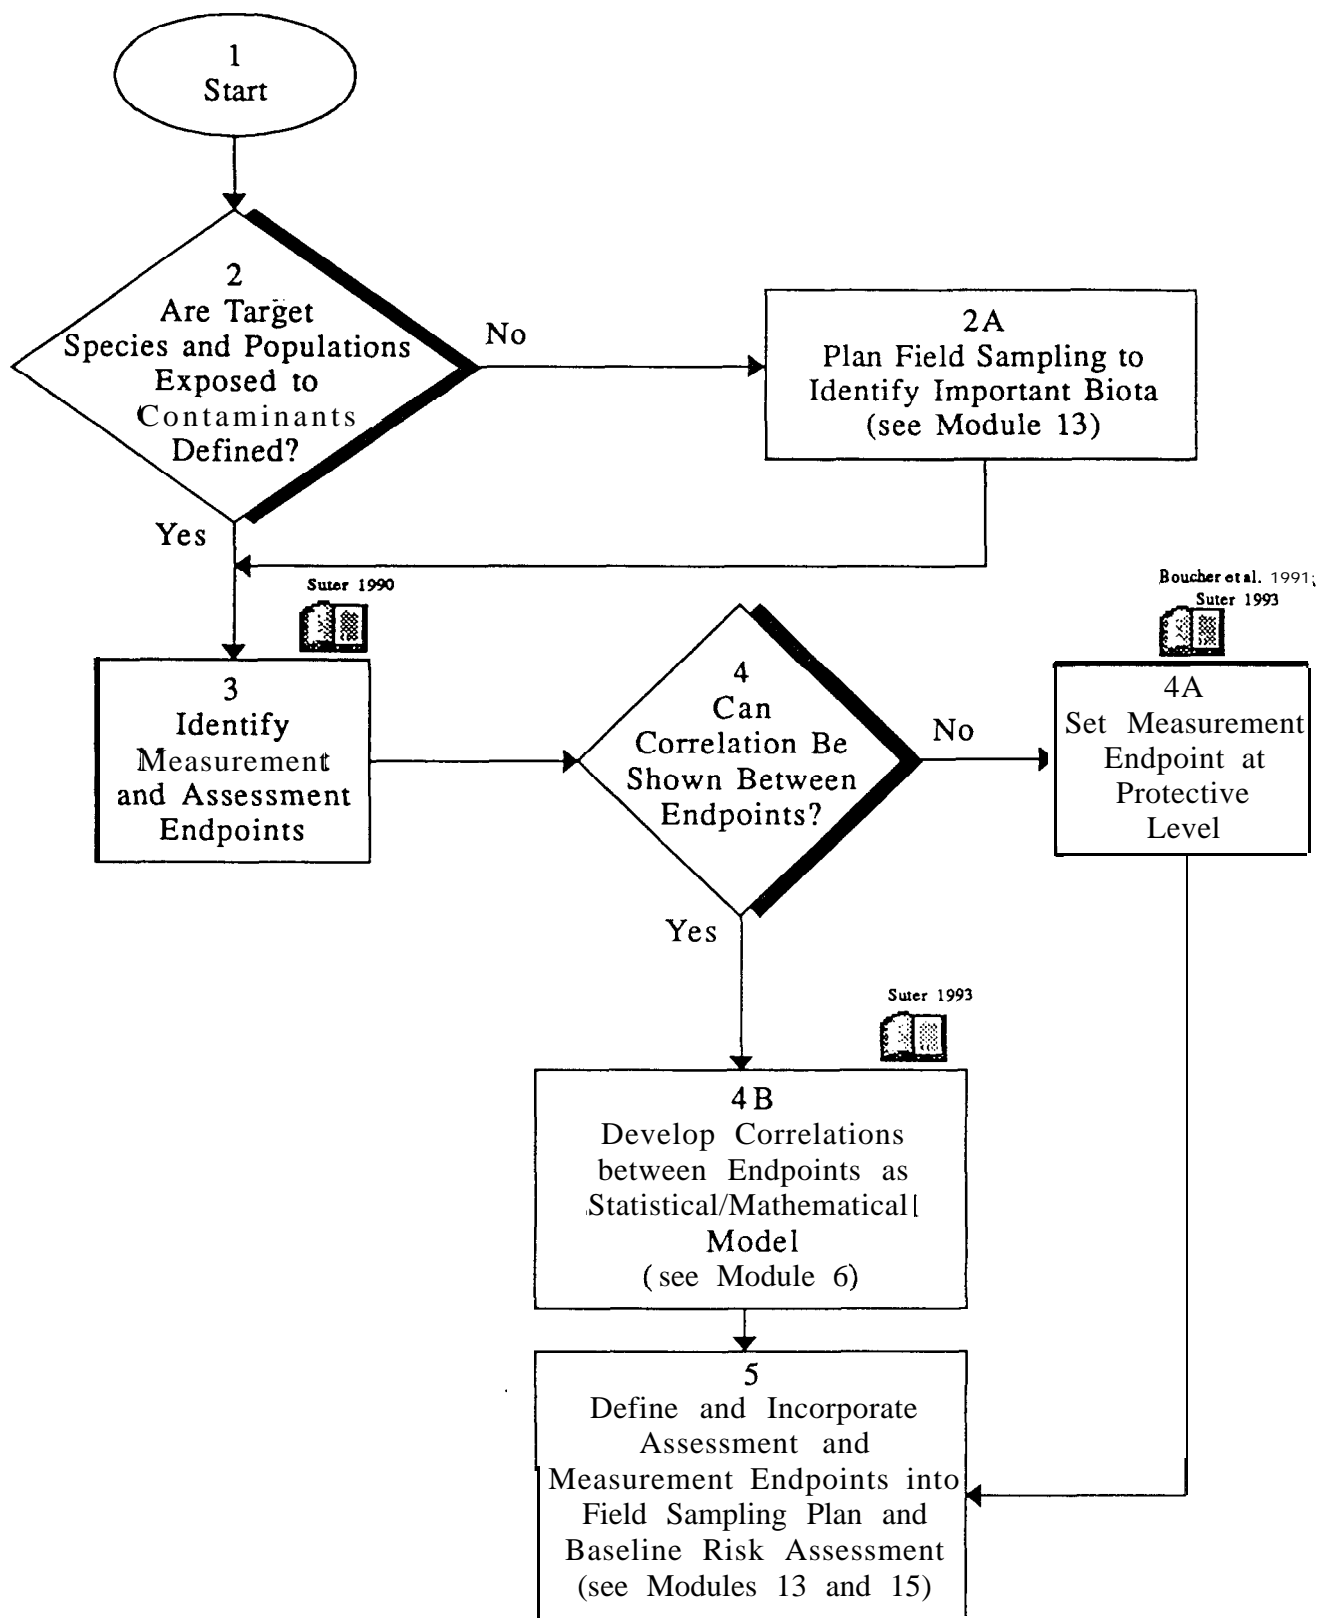 1
Start
2
Are Target
Species and Populations
Exposed to
Contaminants
Defined?
No
2A
Plan Field Sampling to
Identify Important Biota
(see Module 13)
Yes
Suter 1990
Boucher et al. 1991;
Suter 1993
3
Identify
Measurement
and Assessment
Endpoints
4
Can
Correlation Be
Shown Between
Endpoints?
No
4A
Set Measurement
Endpoint at
Protective
Level
Yes
Suter 1993
4B
Develop Correlations
between Endpoints as
Statistical/Mathematical
Model
(see Module 6)
5
Define and Incorporate
Assessment and
Measurement Endpoints into
Field Sampling Plan and
Baseline Risk Assessment
(see Modules 13 and 15)